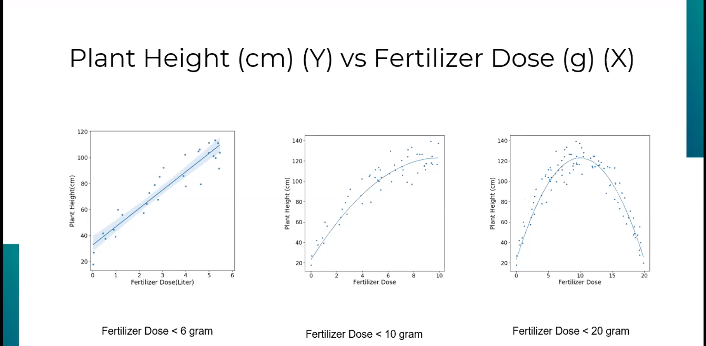 Plant Height (cm) (Y) vs Fertilizer Dose (g) (X)
120
100
80
60
40
20
Plant Height(cm)
0 1 2 3 4 5 6
Fertilizer Dose(Liter)
140
120
100
80
60
40
20
Plant Height (cm)
0 2 4 6 8 10
Fertilizer Dose
140
120
100
80
60
40
20
Plant Height (cm)
0 5 10 15 20
Fertilizer Dose
Fertilizer Dose < 6 gram
Fertilizer Dose < 10 gram
Fertilizer Dose < 20 gram